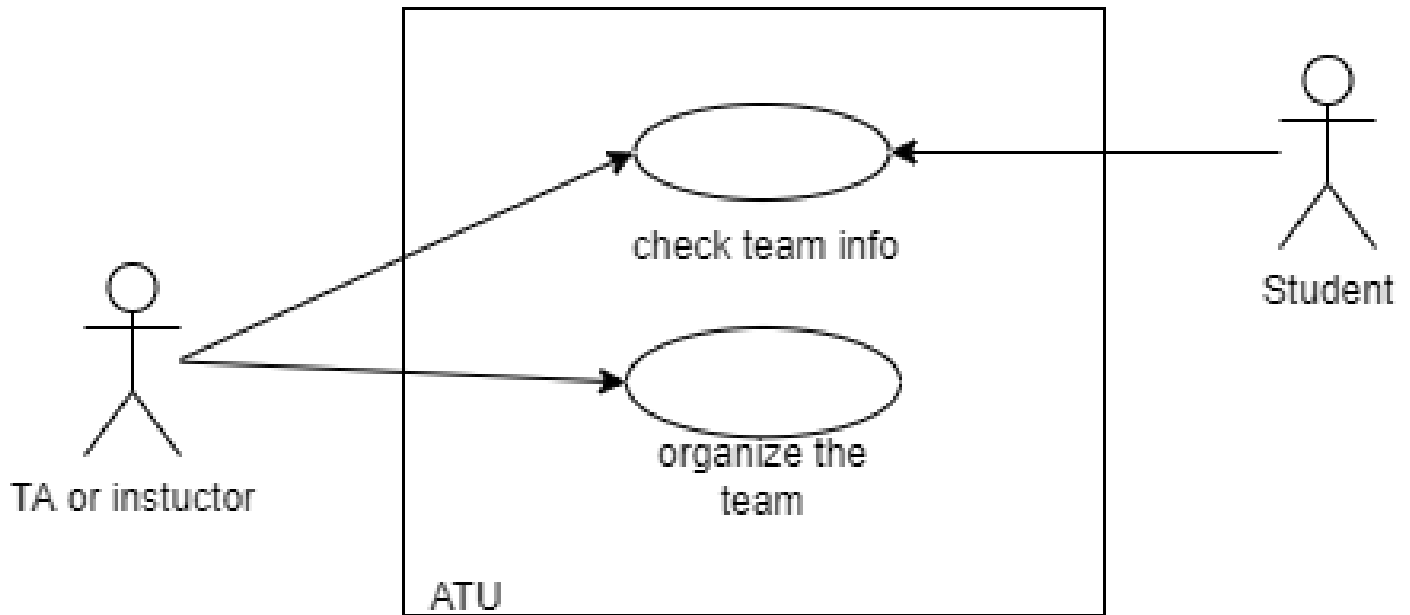 check team info
Student
organize the
team
TA or instuctor
ATU